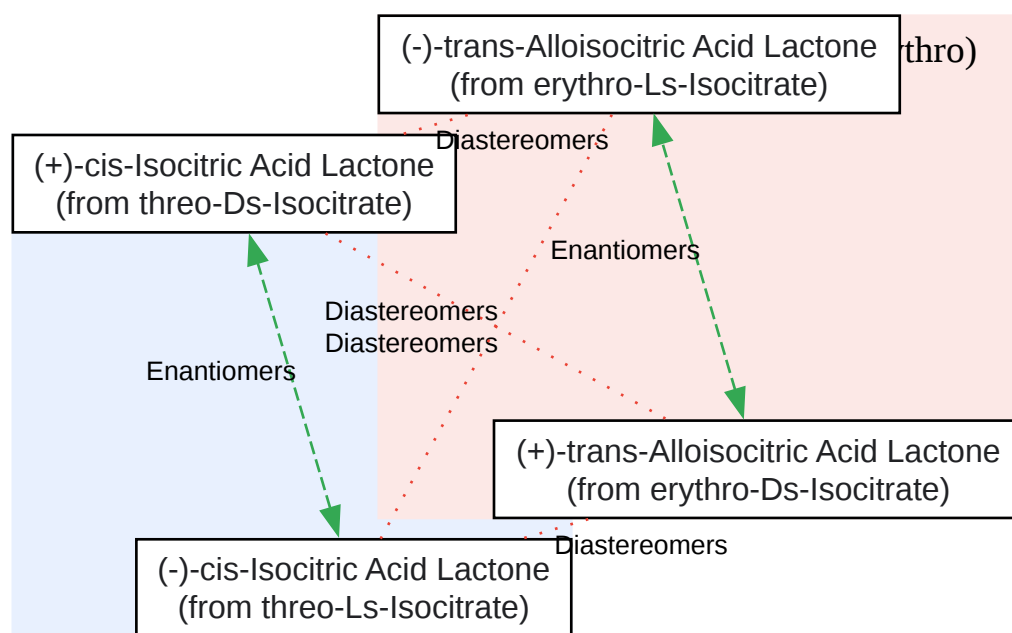 (-)-trans-Alloisocitric Acid Lactone
(from erythro-Ls-Isocitrate)
Diastereomers
(+)-cis-Isocitric Acid Lactone
(from threo-Ds-Isocitrate)
Enantiomers
Diastereomers
Diastereomers
Enantiomers
(+)-trans-Alloisocitric Acid Lactone
(from erythro-Ds-Isocitrate)
Diastereomers
(-)-cis-Isocitric Acid Lactone
(from threo-Ls-Isocitrate)